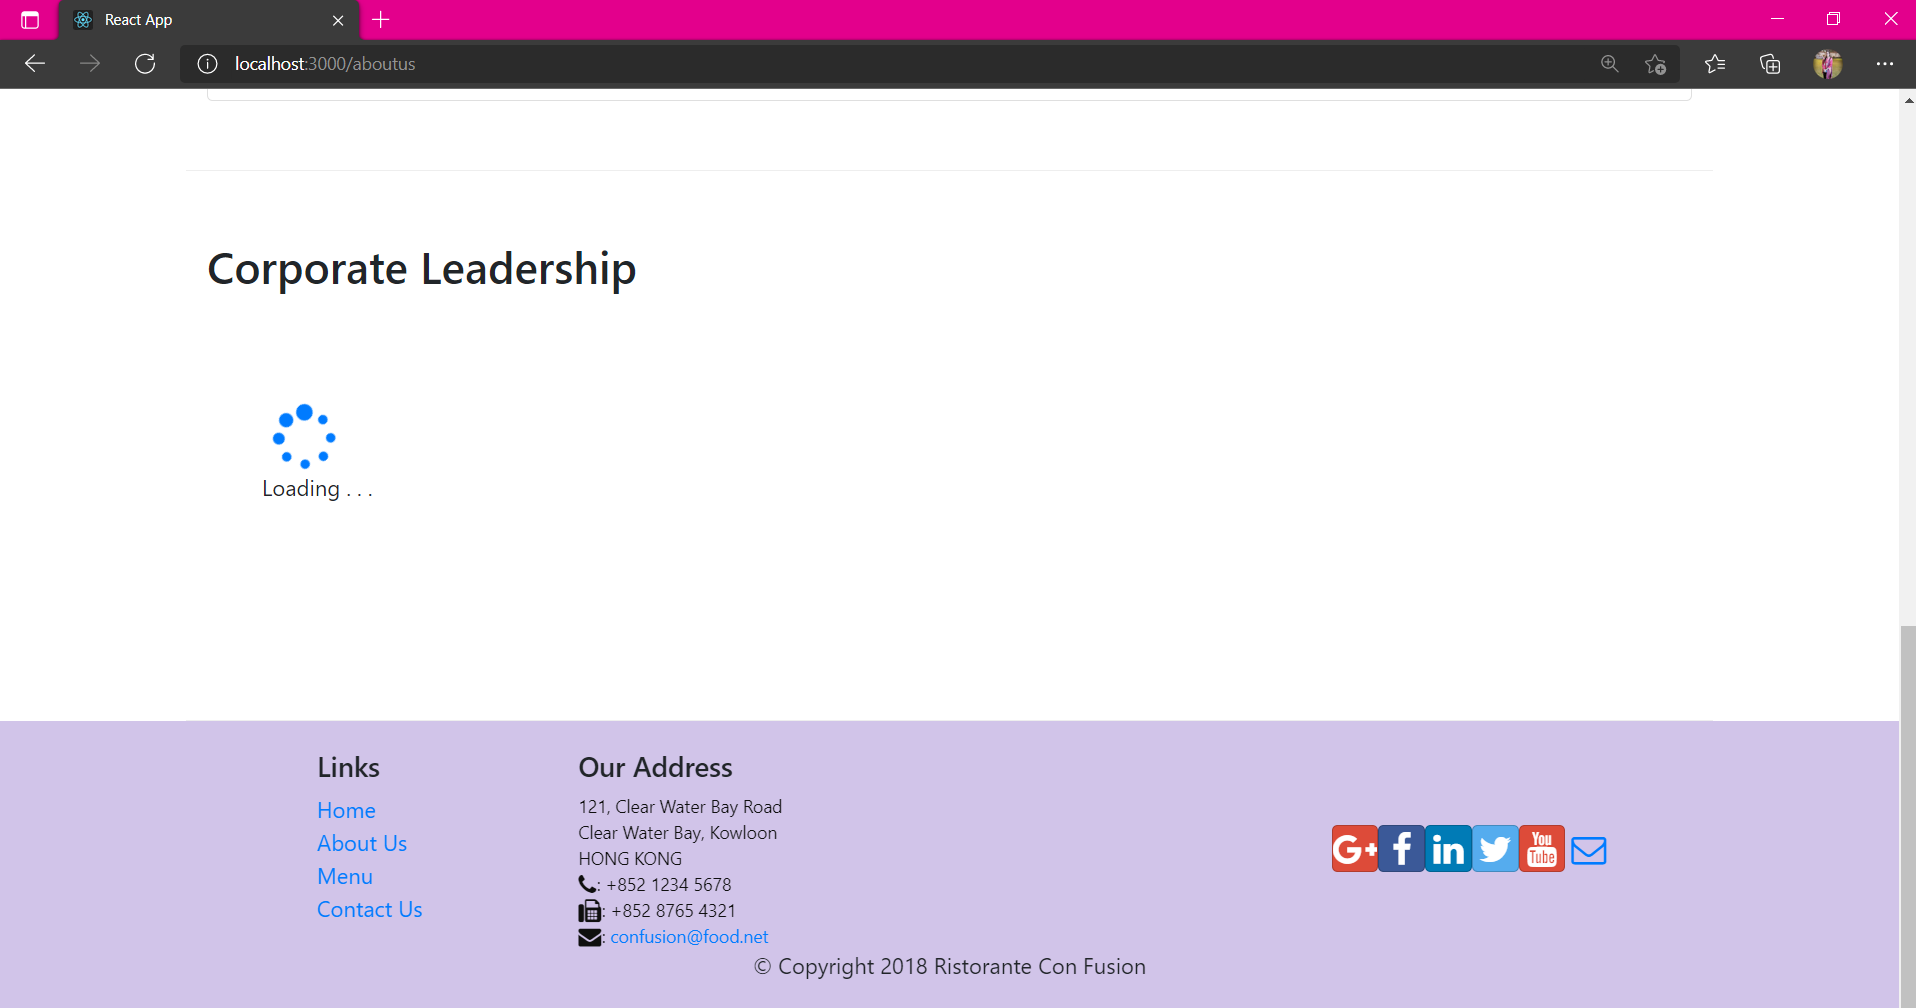 React App
localhost:3000/aboutus
Corporate Leadership
Loading . . .
Links
Home
About Us
Menu
Contact Us
Our Address
121, Clear Water Bay Road
Clear Water Bay, Kowloon
HONG KONG
: +852 1234 5678
: +852 8765 4321
: confusion@food.net
G+ f in You Tube
© Copyright 2018 Ristorante Con Fusion